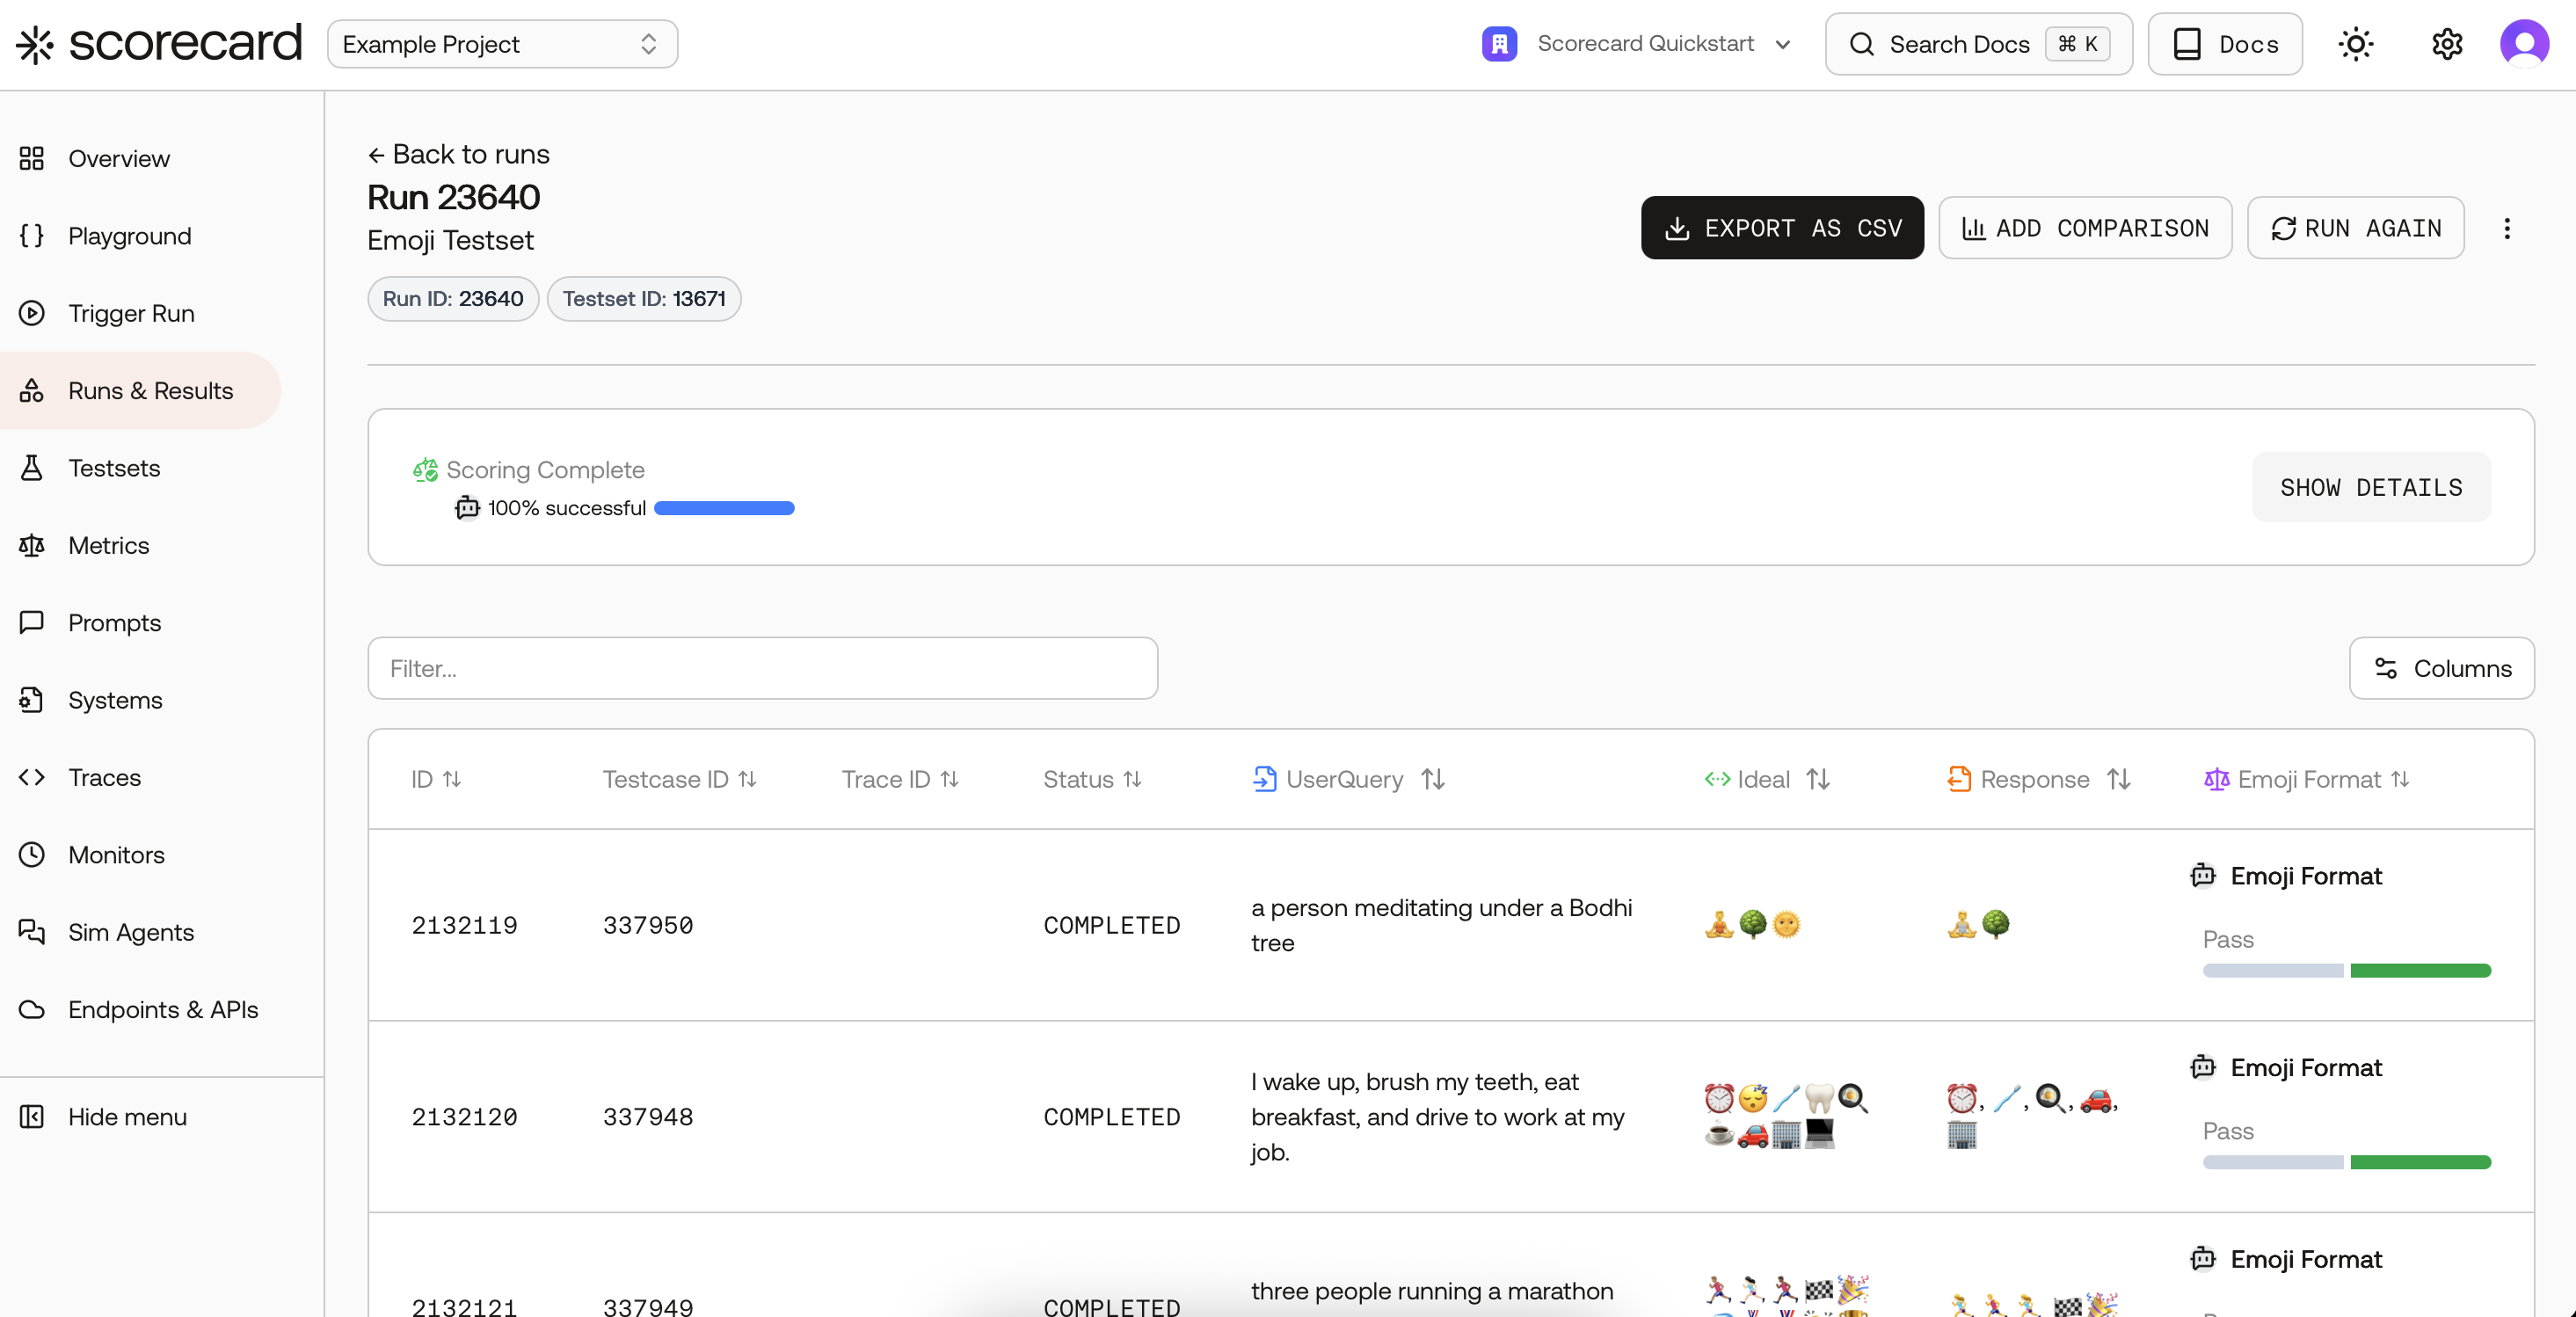 scorecard
Example Project
Scorecard Quickstart
Search Docs ⌘ K
Docs
Overview
Playground
Trigger Run
Runs & Results
Testsets
Metrics
Prompts
Systems
Traces
Monitors
Sim Agents
Endpoints & APIs
Hide menu
← Back to runs
Run 23640
Emoji Testset
Run ID: 23640
Testset ID: 13671
EXPORT AS CSV
ADD COMPARISON
RUN AGAIN
Scoring Complete
100% successful
SHOW DETAILS
Filter...
Columns
ID Testcase ID Trace ID Status UserQuery Ideal Response Emoji Format
2132119 337950 COMPLETED
a person meditating under a Bodhi
tree
🧘🌳🌞
🧘🌳
Emoji Format
Pass
2132120 337948 COMPLETED
I wake up, brush my teeth, eat
breakfast, and drive to work at my
job.
⏰😴🪥🦷🍳
☕🚗🏢💻
⏰, 🪥, 🍳, 🚗,
🏢
Emoji Format
Pass
2132121 337949 COMPLETED
three people running a marathon
Emoji Format